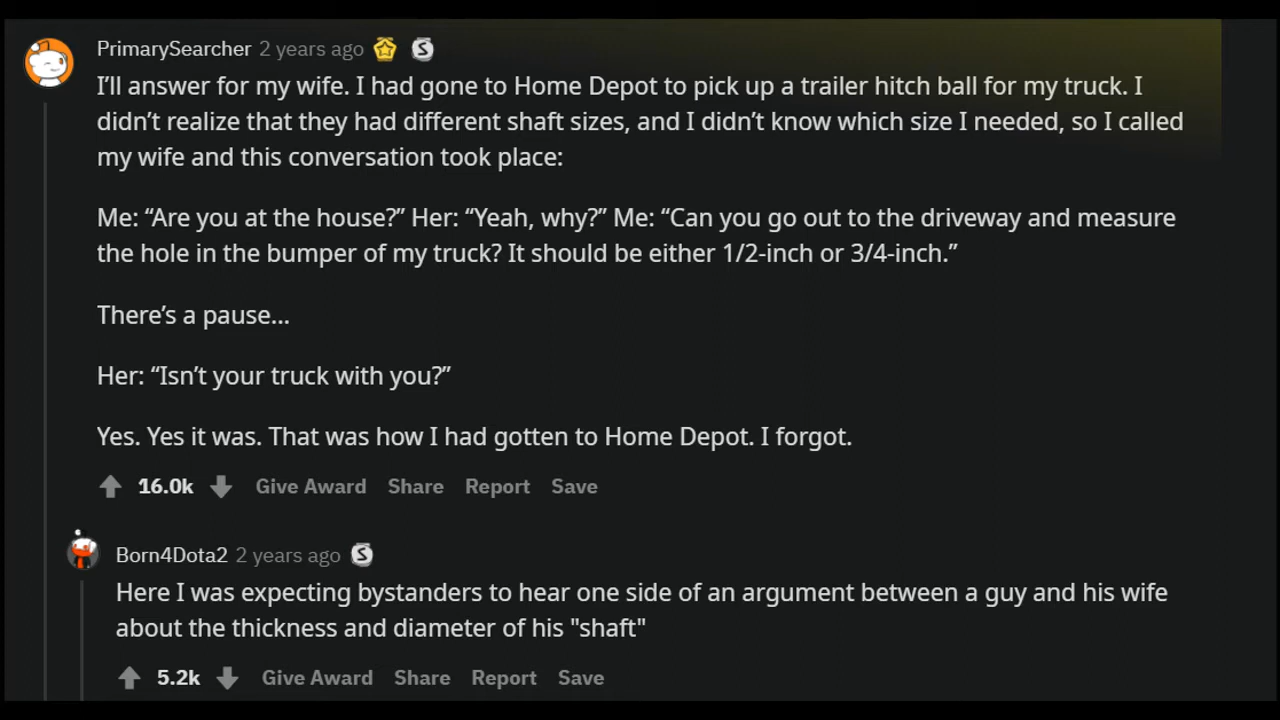 PrimarySearcher 2 years ago
I’ll answer for my wife. I had gone to Home Depot to pick up a trailer hitch ball for my truck. I
didn’t realize that they had different shaft sizes, and I didn’t know which size I needed, so I called
my wife and this conversation took place:
Me: “Are you at the house?” Her: “Yeah, why?” Me: “Can you go out to the driveway and measure
the hole in the bumper of my truck? It should be either 1/2-inch or 3/4-inch.”
There’s a pause...
Her: “Isn’t your truck with you?”
Yes. Yes it was. That was how I had gotten to Home Depot. I forgot.
16.0k Give Award Share Report Save
Born4Dota2 2 years ago
Here I was expecting bystanders to hear one side of an argument between a guy and his wife
about the thickness and diameter of his "shaft"
5.2k Give Award Share Report Save